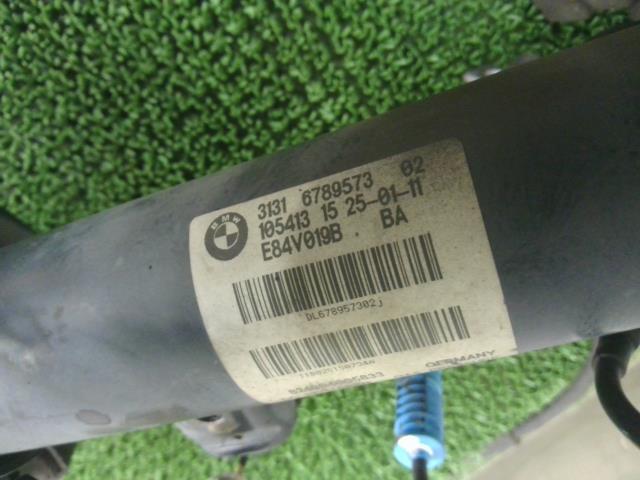 BMW
3131 6789573 02
105413 15 25-01-11
E84V019B . BA
DL678957302j
GERMANY